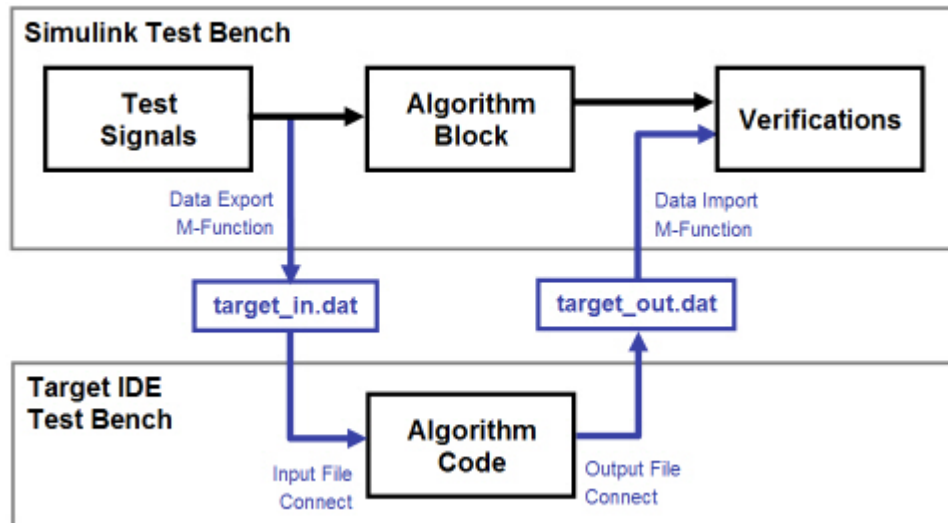 Simulink Test Bench
Test
Signals
Algorithm
Block
Verifications
Data Export
M-Function
Data Import
M-Function
target_in.dat
target_out.dat
Target IDE
Test Bench
Algorithm
Code
Input File
Connect
Output File
Connect